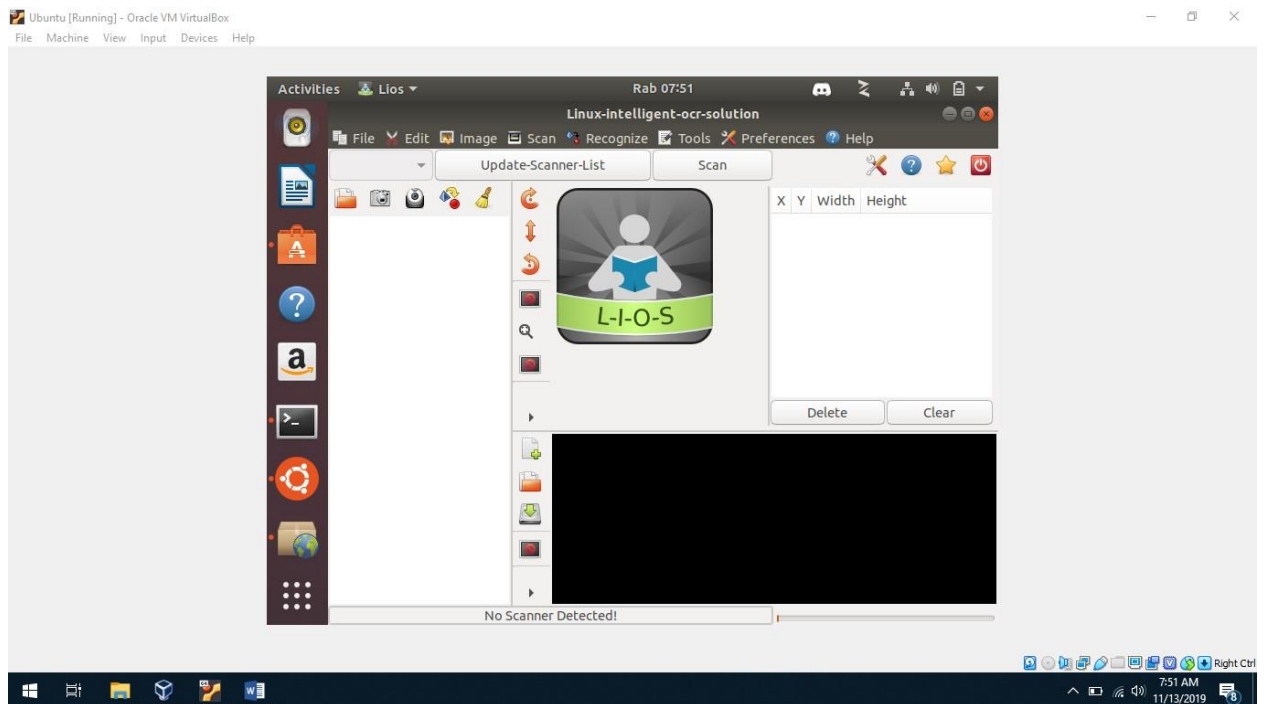 Ubuntu [Running] - Oracle VM VirtualBox
File Machine View Input Devices Help
Activities Lios Rab 07:51
Linux-intelligent-ocr-solution
File Edit Image Scan Recognize Tools Preferences Help
Update-Scanner-List Scan
X Y Width Height
L-I-O-S
Delete Clear
No Scanner Detected!
Right Ctrl
7:51 AM
11/13/2019
8